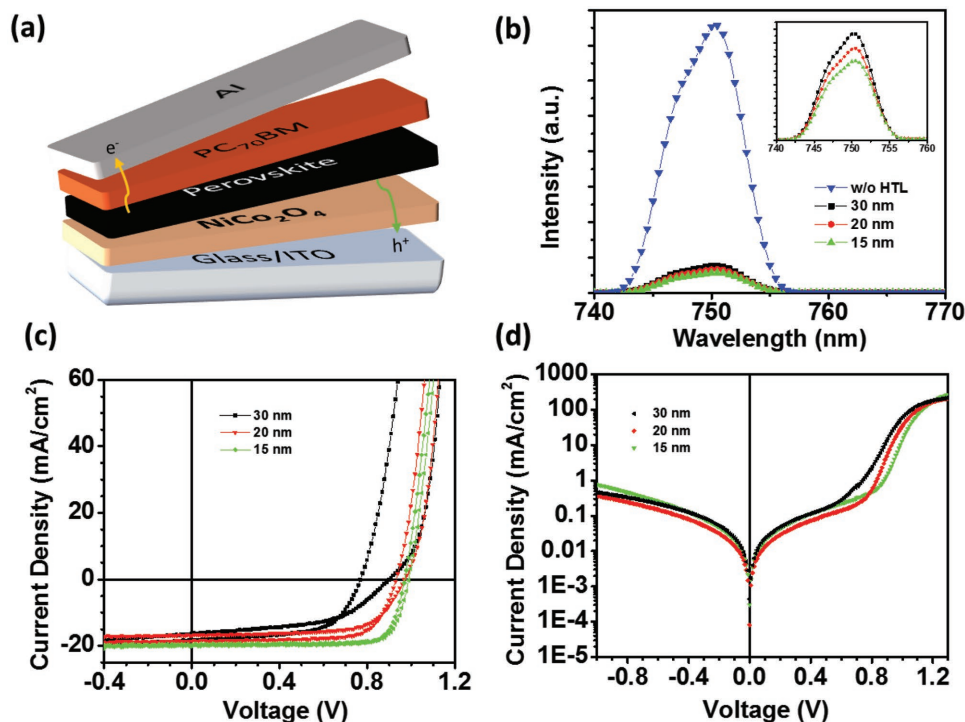 (a)
Al
PC₇₀BM
e⁻
Perovskite
NiCo₂O₄
h⁺
Glass/ITO
(b)
Intensity (a.u.)
740 745 750 755 760
w/o HTL
30 nm
20 nm
15 nm
740 750 760 770
Wavelength (nm)
(c)
Current Density (mA/cm²)
60
40
20
0
-20
30 nm
20 nm
15 nm
-0.4 0.0 0.4 0.8 1.2
Voltage (V)
(d)
Current Density (mA/cm²)
1000
100
10
1
0.1
0.01
1E-3
1E-4
1E-5
30 nm
20 nm
15 nm
-0.8 -0.4 0.0 0.4 0.8 1.2
Voltage (V)